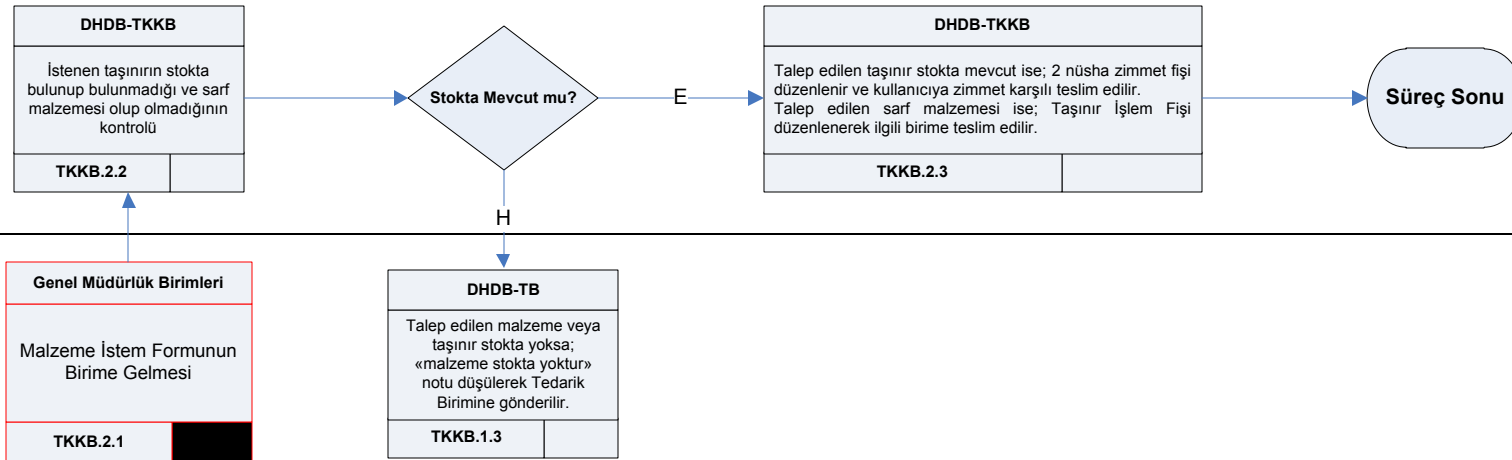 DHDB-TKKB
İstenen taşınırın stokta
bulunup bulunmadığı ve sarf
malzemesi olup olmadığının
kontrolü
TKKB.2.2
Stokta Mevcut mu?
E
H
DHDB-TKKB
Talep edilen taşınır stokta mevcut ise; 2 nüsha zimmet fişi
düzenlenir ve kullanıcıya zimmet karşılı teslim edilir.
Talep edilen sarf malzemesi ise; Taşınır İşlem Fişi
düzenlenerek ilgili birime teslim edilir.
TKKB.2.3
Süreç Sonu
Genel Müdürlük Birimleri
Malzeme İstem Formunun
Birime Gelmesi
TKKB.2.1
DHDB-TB
Talep edilen malzeme veya
taşınır stokta yoksa;
«malzeme stokta yoktur»
notu düşülerek Tedarik
Birimine gönderilir.
TKKB.1.3